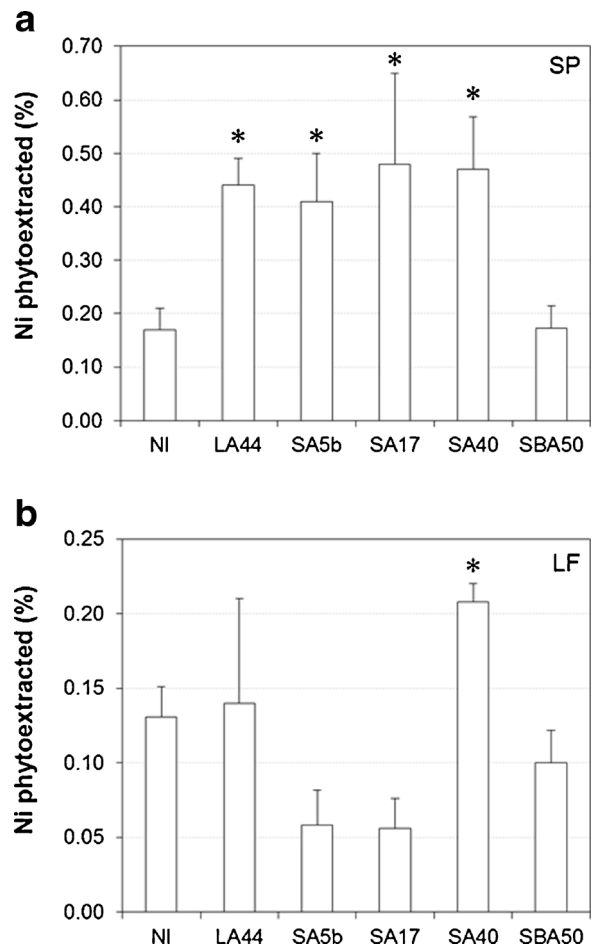 a
Ni phytoextracted (%)
0.70
0.60
0.50
0.40
0.30
0.20
0.10
0.00
SP
* * * *
NI LA44 SA5b SA17 SA40 SBA50
b
Ni phytoextracted (%)
0.25
0.20
0.15
0.10
0.05
0.00
LF
*
NI LA44 SA5b SA17 SA40 SBA50